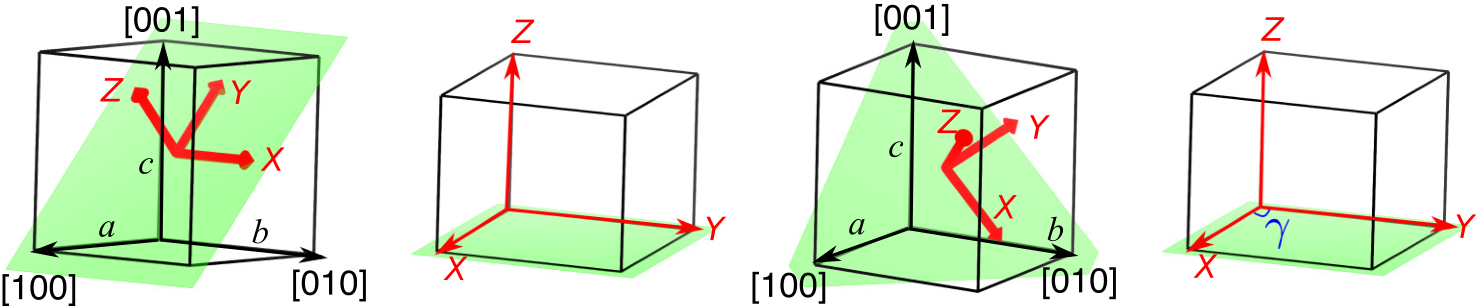 [001]
Z
Y
X
c
a
b
[100]
[010]
Z
Y
X
[001]
Z
Y
c
X
a
b
[100]
[010]
Z
γ
Y
X